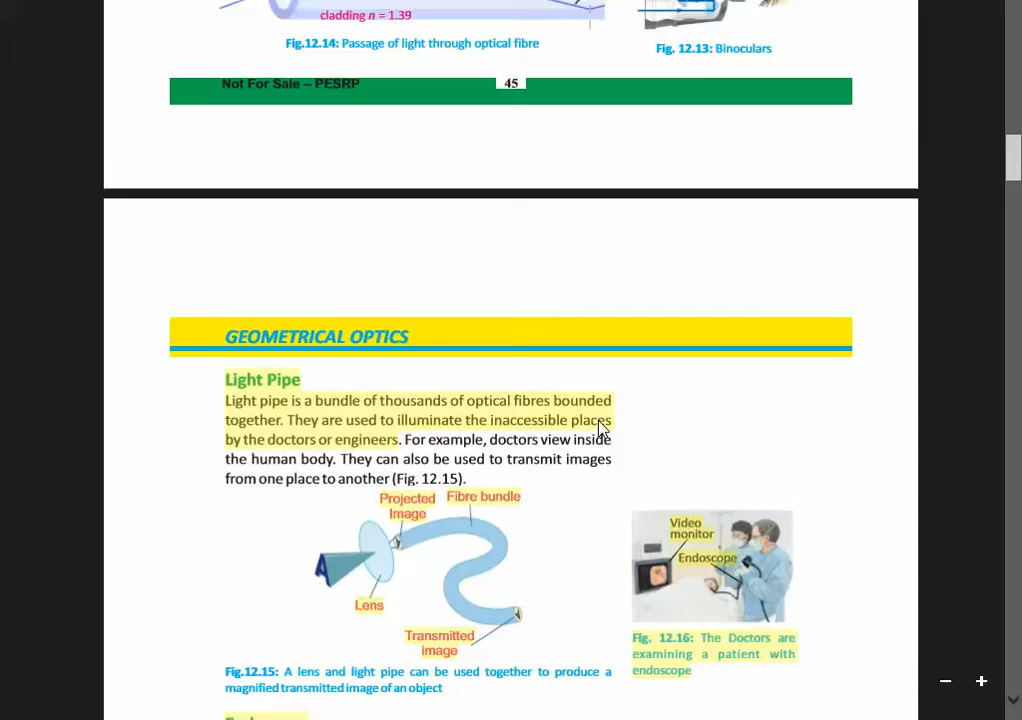 cladding n = 1.39
Fig.12.14: Passage of light through optical fibre
Fig. 12.13: Binoculars
Not For Sale – PESRP
45
GEOMETRICAL OPTICS
Light Pipe
Light pipe is a bundle of thousands of optical fibres bounded
together. They are used to illuminate the inaccessible places
by the doctors or engineers. For example, doctors view inside
the human body. They can also be used to transmit images
from one place to another (Fig. 12.15).
Projected
Image
Fibre bundle
Lens
Transmitted
image
Fig.12.15: A lens and light pipe can be used together to produce a
magnified transmitted image of an object
Video
monitor
Endoscope
Fig. 12.16: The Doctors are
examining a patient with
endoscope